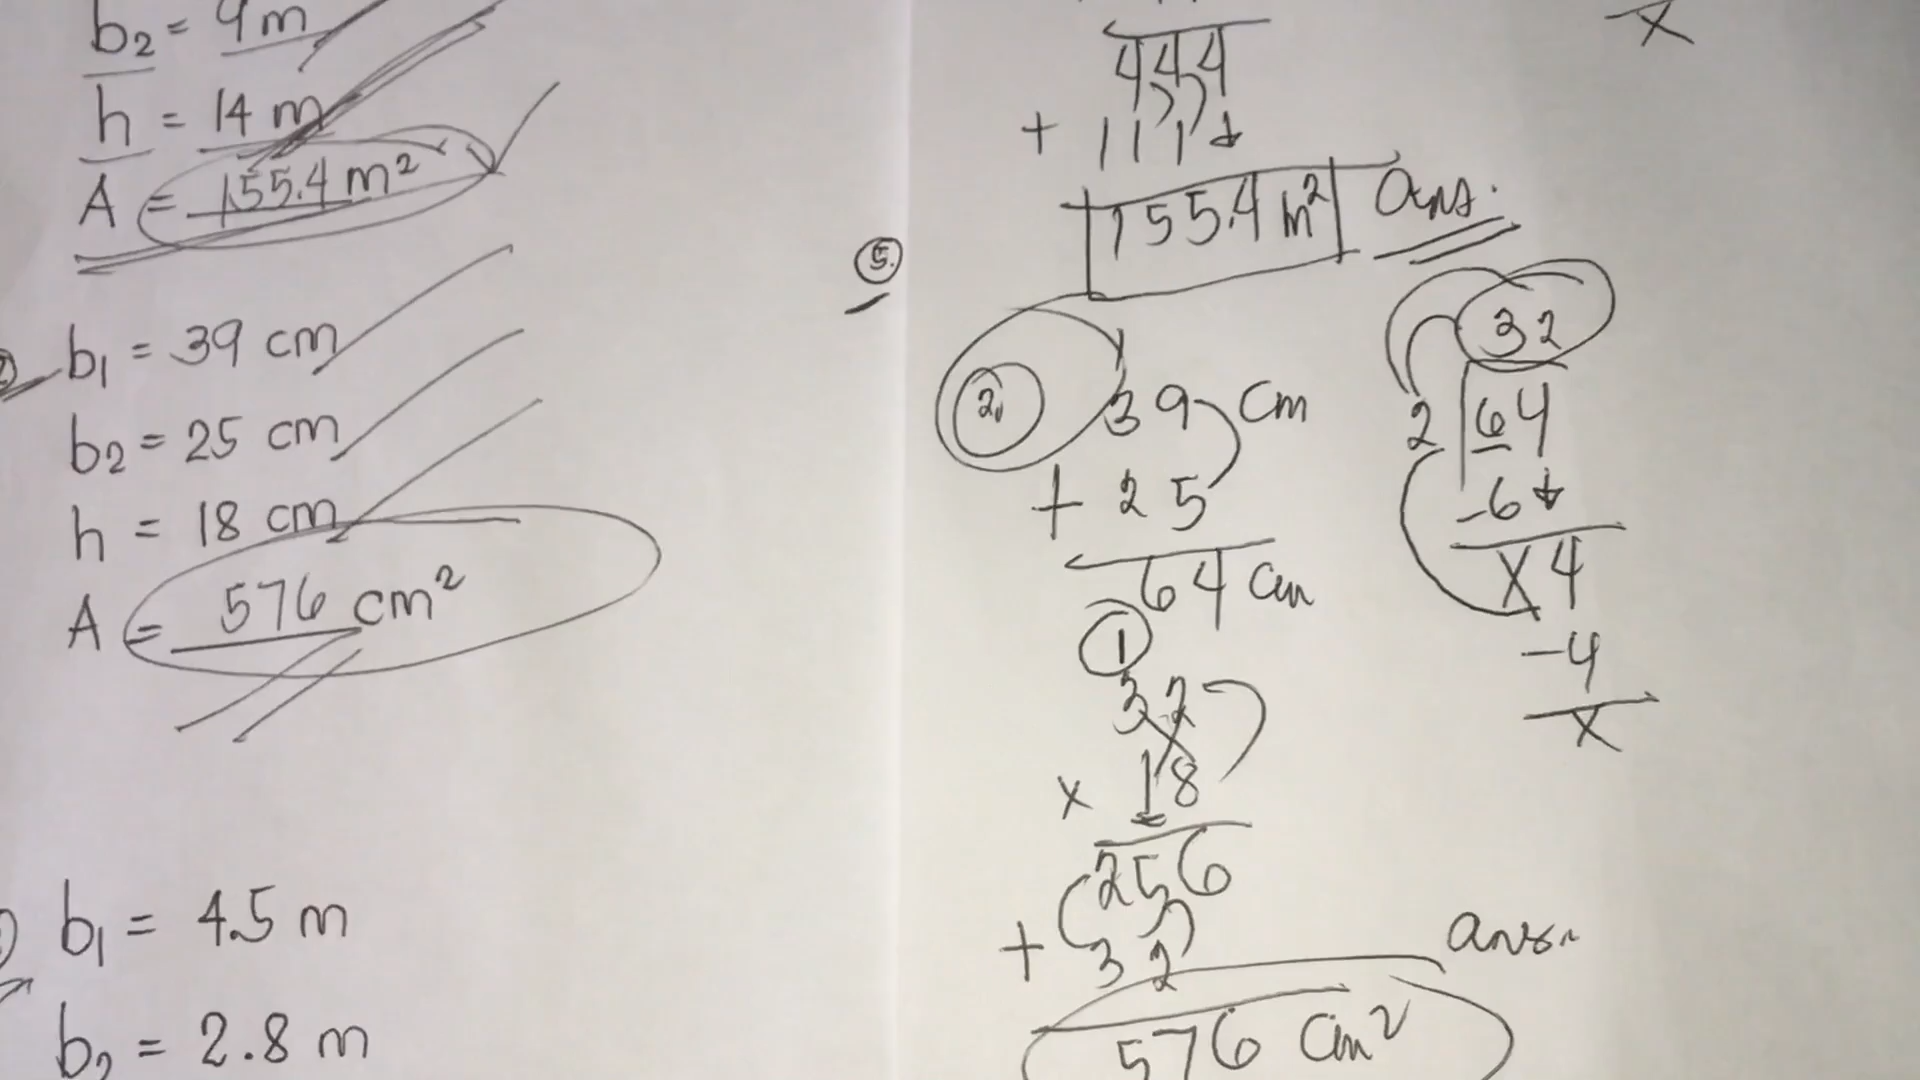 b2 = 9 m
h = 14 m
A = 155.4 m²
b1 = 39 cm
b2 = 25 cm
h = 18 cm
A = 576 cm²
b1 = 4.5 m
b2 = 2.8 m
444
+ 111
155.4 m² Ans.
5.
2. 39 cm
+ 25
64 cm
1
32
x 18
256
+ 32
ans.
576 cm²
x
32
2 64
-6
x4
-4
x